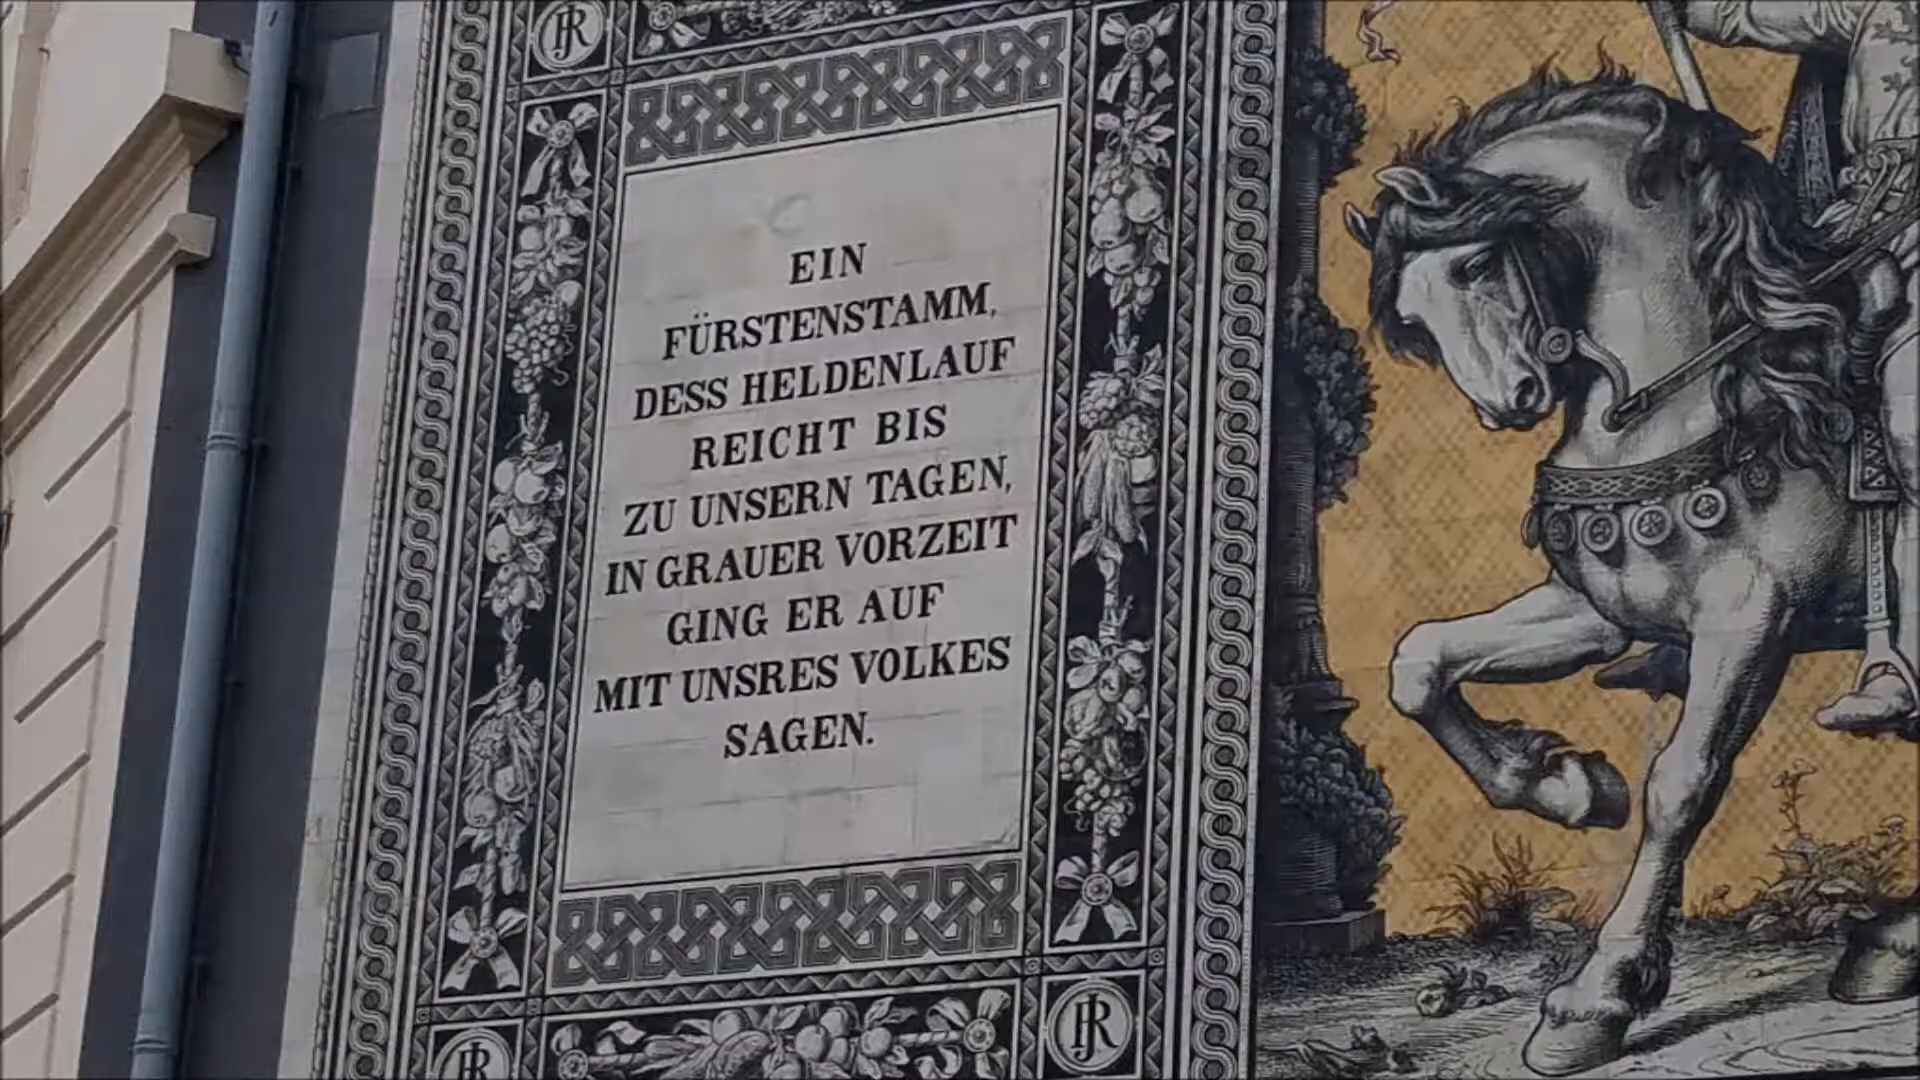 EIN
FÜRSTENSTAMM,
DESS HELDENLAUF
REICHT BIS
ZU UNSERN TAGEN,
IN GRAUER VORZEIT
GING ER AUF
MIT UNSRES VOLKES
SAGEN.